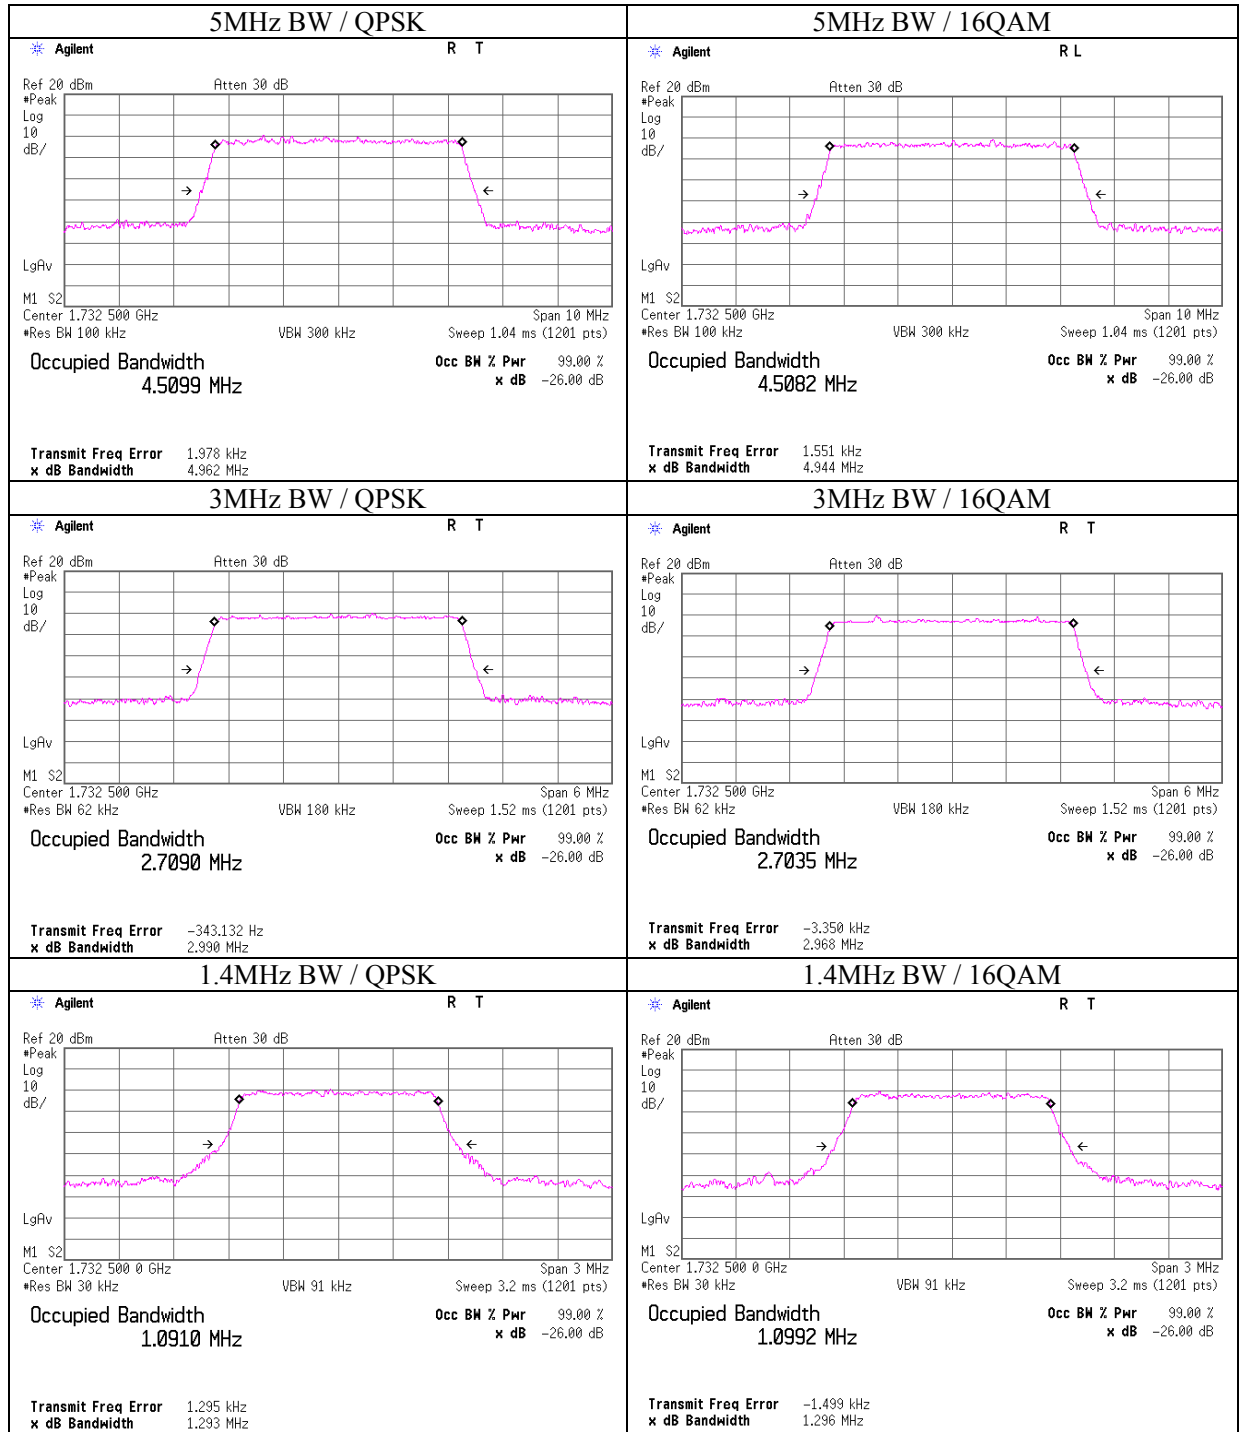 5MHz BW / QPSK
Agilent R T
Ref 20 dBm Atten 30 dB
#Peak
Log
10
dB/
LgAv
M1 S2
Center 1.732 500 GHz Span 10 MHz
#Res BW 100 kHz VBW 300 kHz Sweep 1.04 ms (1201 pts)
Occupied Bandwidth Occ BW % Pwr 99.00 %
4.5099 MHz x dB -26.00 dB
Transmit Freq Error 1.978 kHz
x dB Bandwidth 4.962 MHz
5MHz BW / 16QAM
Agilent R L
Ref 20 dBm Atten 30 dB
#Peak
Log
10
dB/
LgAv
M1 S2
Center 1.732 500 GHz Span 10 MHz
#Res BW 100 kHz VBW 300 kHz Sweep 1.04 ms (1201 pts)
Occupied Bandwidth Occ BW % Pwr 99.00 %
4.5082 MHz x dB -26.00 dB
Transmit Freq Error 1.551 kHz
x dB Bandwidth 4.944 MHz
3MHz BW / QPSK
Agilent R T
Ref 20 dBm Atten 30 dB
#Peak
Log
10
dB/
LgAv
M1 S2
Center 1.732 500 GHz Span 6 MHz
#Res BW 62 kHz VBW 180 kHz Sweep 1.52 ms (1201 pts)
Occupied Bandwidth Occ BW % Pwr 99.00 %
2.7090 MHz x dB -26.00 dB
Transmit Freq Error -343.132 Hz
x dB Bandwidth 2.990 MHz
3MHz BW / 16QAM
Agilent R T
Ref 20 dBm Atten 30 dB
#Peak
Log
10
dB/
LgAv
M1 S2
Center 1.732 500 GHz Span 6 MHz
#Res BW 62 kHz VBW 180 kHz Sweep 1.52 ms (1201 pts)
Occupied Bandwidth Occ BW % Pwr 99.00 %
2.7035 MHz x dB -26.00 dB
Transmit Freq Error -3.350 kHz
x dB Bandwidth 2.968 MHz
1.4MHz BW / QPSK
Agilent R T
Ref 20 dBm Atten 30 dB
#Peak
Log
10
dB/
LgAv
M1 S2
Center 1.732 500 0 GHz Span 3 MHz
#Res BW 30 kHz VBW 91 kHz Sweep 3.2 ms (1201 pts)
Occupied Bandwidth Occ BW % Pwr 99.00 %
1.0910 MHz x dB -26.00 dB
Transmit Freq Error 1.295 kHz
x dB Bandwidth 1.293 MHz
1.4MHz BW / 16QAM
Agilent R T
Ref 20 dBm Atten 30 dB
#Peak
Log
10
dB/
LgAv
M1 S2
Center 1.732 500 0 GHz Span 3 MHz
#Res BW 30 kHz VBW 91 kHz Sweep 3.2 ms (1201 pts)
Occupied Bandwidth Occ BW % Pwr 99.00 %
1.0992 MHz x dB -26.00 dB
Transmit Freq Error -1.499 kHz
x dB Bandwidth 1.296 MHz